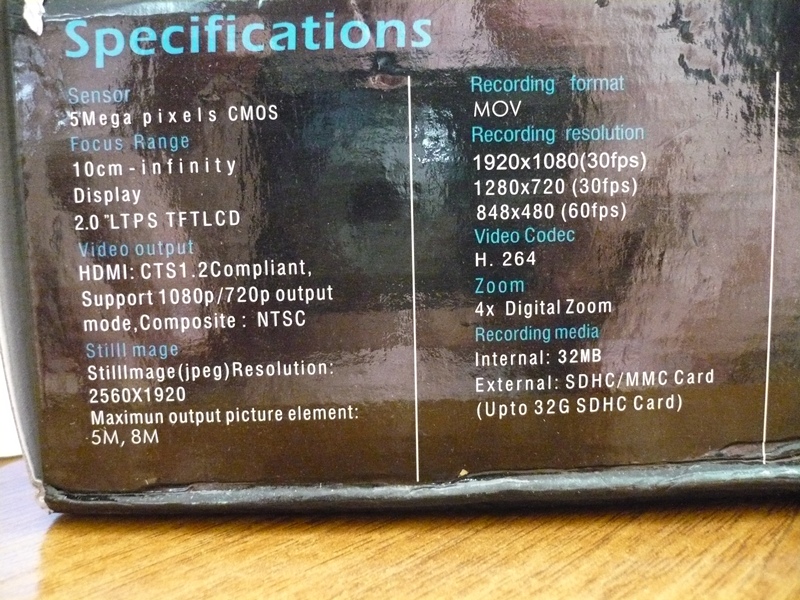 Specifications
Sensor
5Mega pixels CMOS
Focus Range
10cm-infinity
Display
2.0"LTPS TFTLCD
Video output
HDMI: CTS1.2Compliant,
Support 1080p/720p output
mode,Composite: NTSC
Stilll mage
StillImage(jpeg)Resolution:
2560X1920
Maximun output picture element:
5M, 8M
Recording format
MOV
Recording resolution
1920x1080(30fps)
1280x720 (30fps)
848x480 (60fps)
Video Codec
H. 264
Zoom
4x Digital Zoom
Recording media
Internal: 32MB
External: SDHC/MMC Card
(Upto 32G SDHC Card)